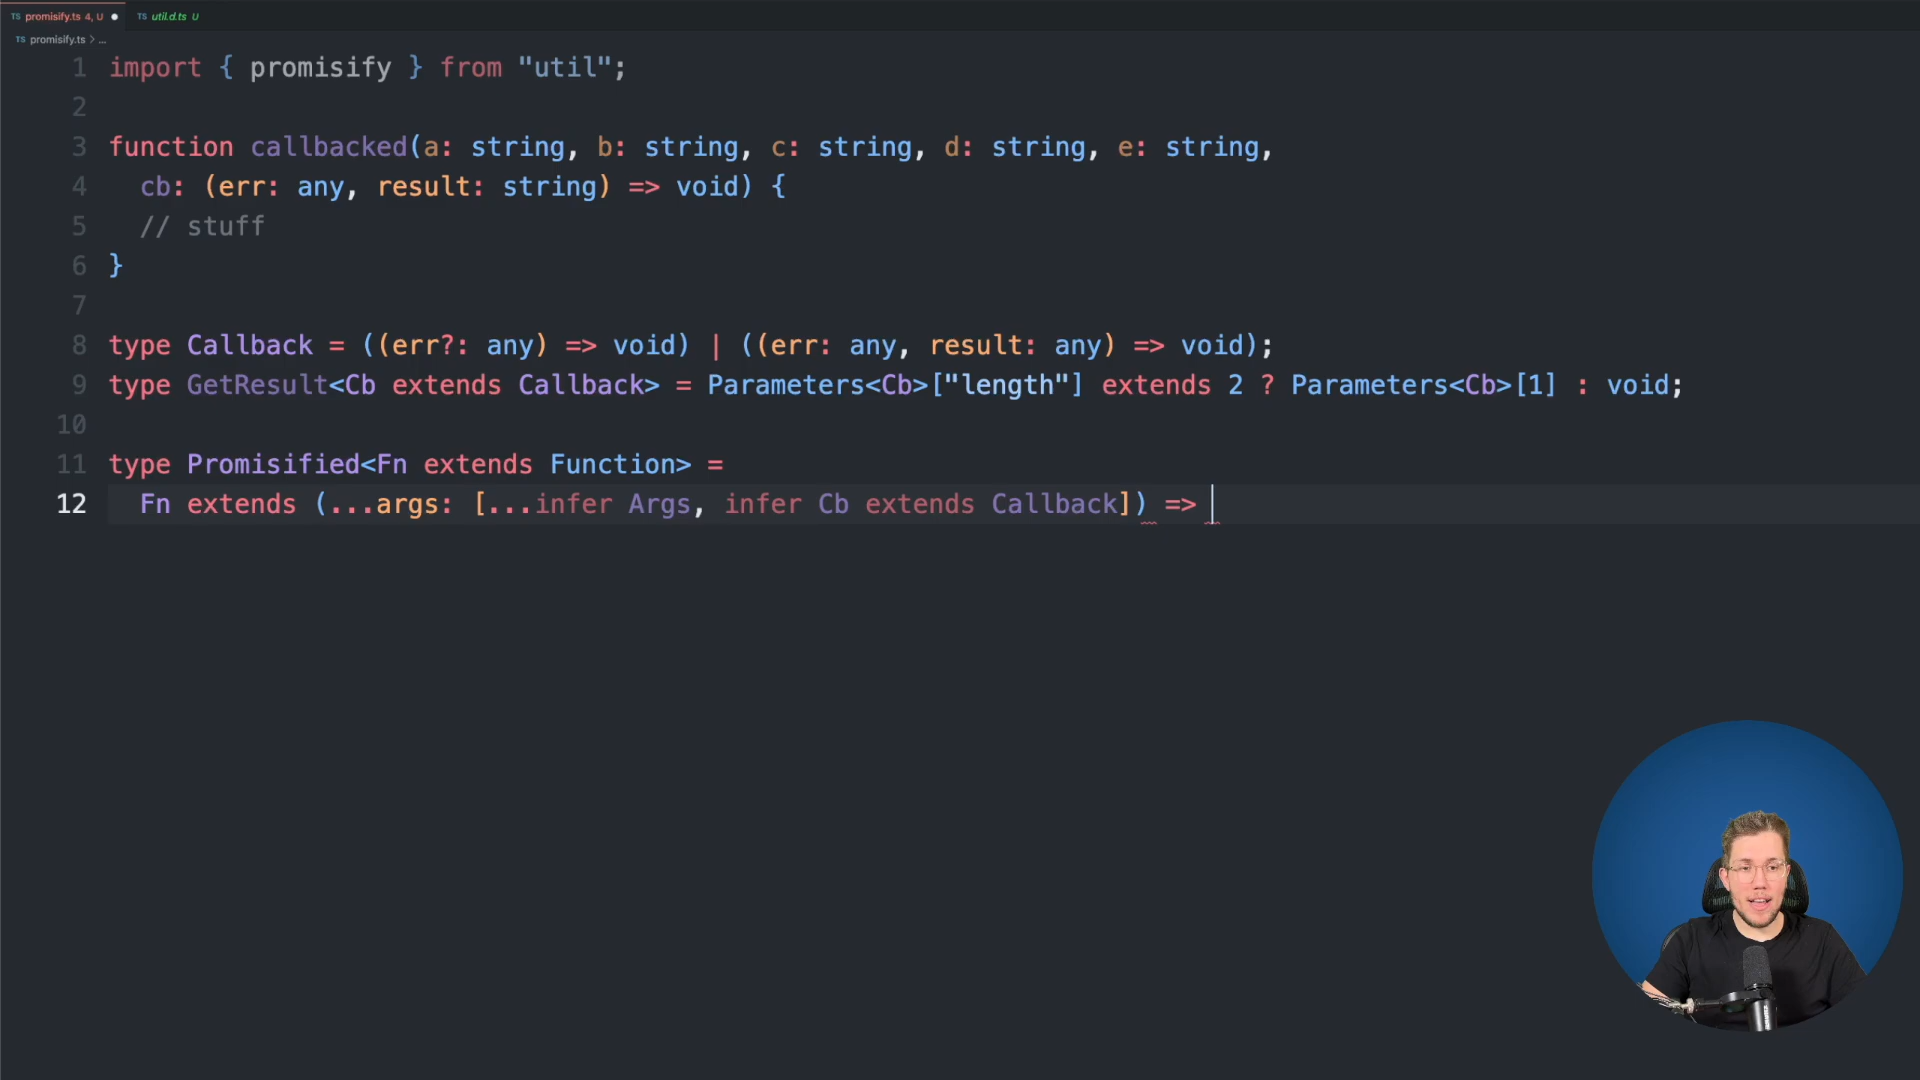 TS promisify.ts 4, U ● TS util.d.ts U
TS promisify.ts > ...
1 import { promisify } from "util";
2
3 function callbacked(a: string, b: string, c: string, d: string, e: string,
4 cb: (err: any, result: string) => void) {
5 // stuff
6 }
7
8 type Callback = ((err?: any) => void) | ((err: any, result: any) => void);
9 type GetResult<Cb extends Callback> = Parameters<Cb>["length"] extends 2 ? Parameters<Cb>[1] : void;
10
11 type Promisified<Fn extends Function> =
12 Fn extends (...args: [...infer Args, infer Cb extends Callback]) =>